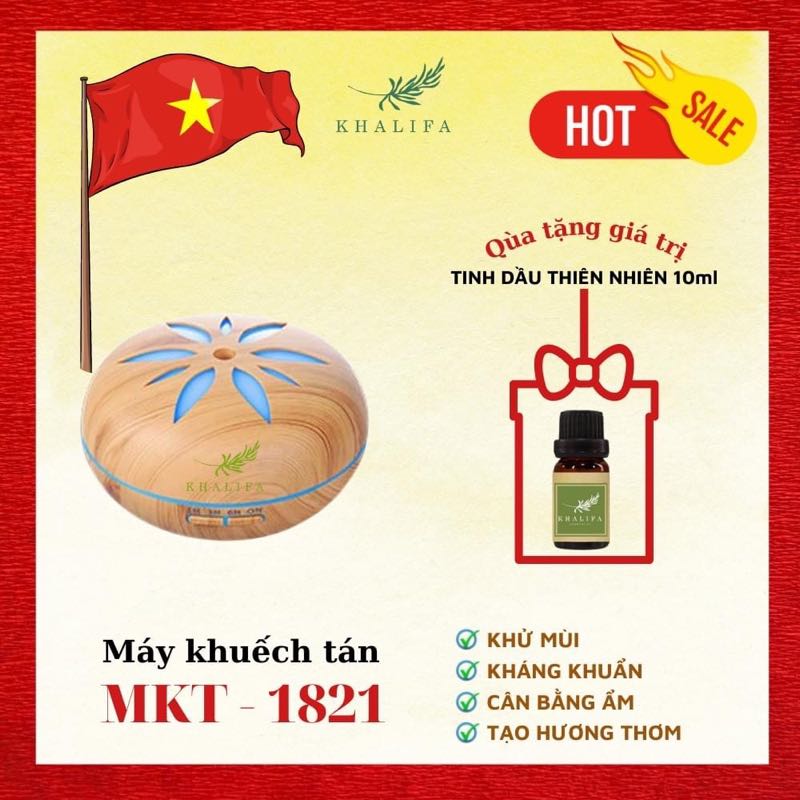 KHALIFA
HOT
SALE
Qùa tặng giá trị
TINH DẦU THIÊN NHIÊN 10ml
KHALIFA
KHALIFA
Máy khuếch tán
MKT - 1821
KHỬ MÙI
KHÁNG KHUẨN
CÂN BẰNG ẨM
TẠO HƯƠNG THƠM